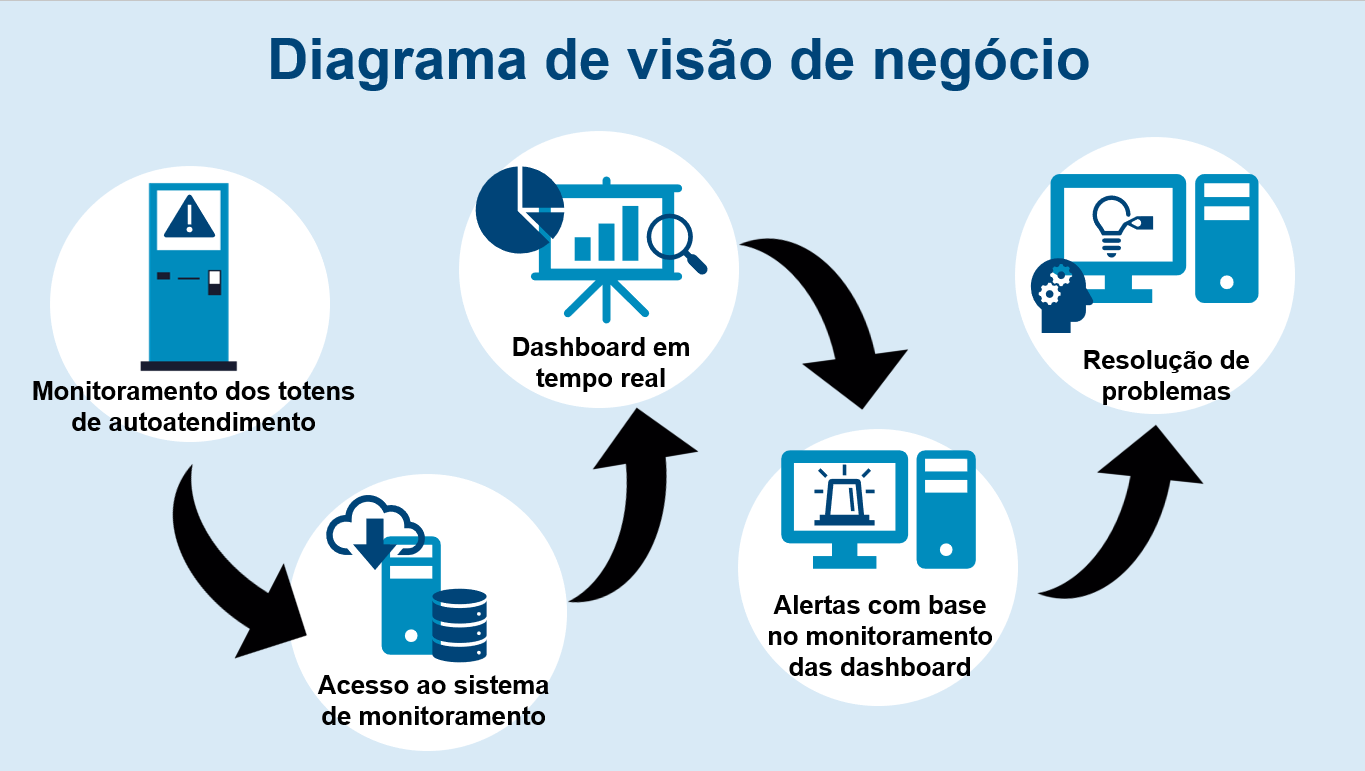 Diagrama de visão de negócio
Monitoramento dos totens
de autoatendimento
Acesso ao sistema
de monitoramento
Dashboard em
tempo real
Alertas com base
no monitoramento
das dashboard
Resolução de
problemas